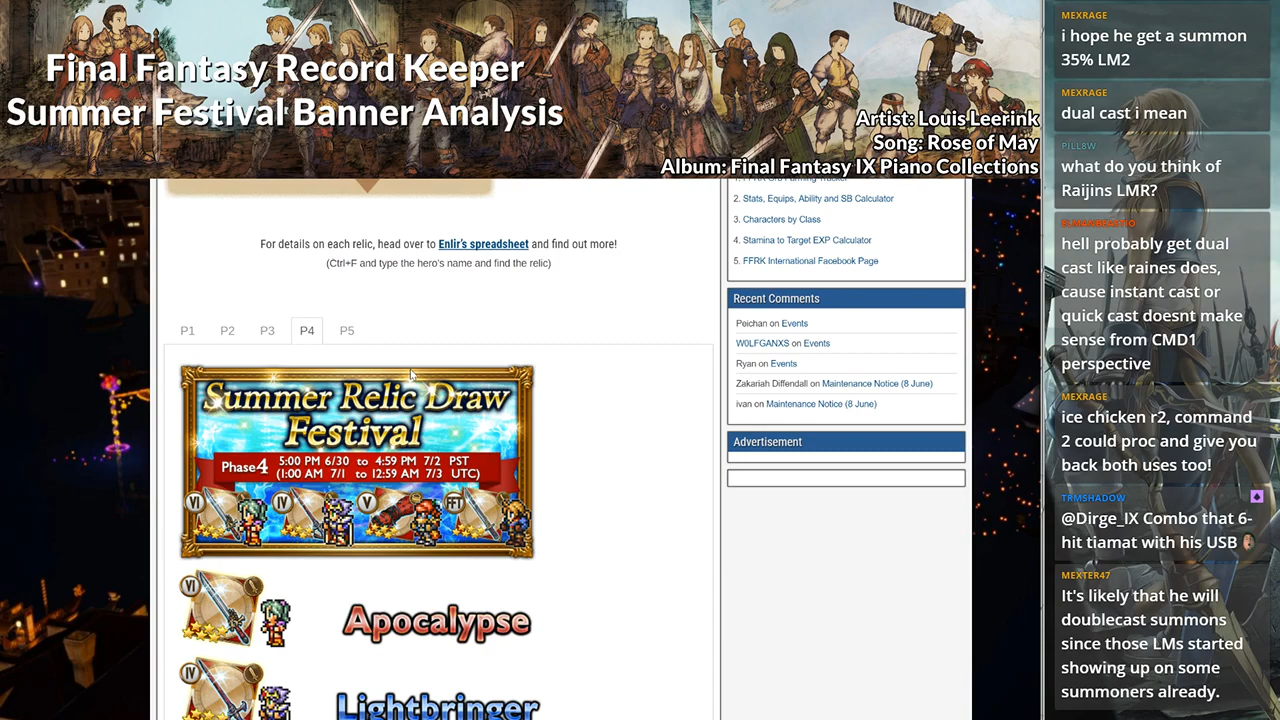 Final Fantasy Record Keeper
Summer Festival Banner Analysis
Artist: Louis Leerink
Song: Rose of May
Album: Final Fantasy IX Piano Collections
For details on each relic, head over to Enlir's spreadsheet and find out more!
(Ctrl+F and type the hero's name and find the relic)
P1 P2 P3 P4 P5
Summer Relic Draw
Festival
Phase4
5:00 PM 6/30 to 4:59 PM 7/2 PST
(1:00 AM 7/1 to 12:59 AM 7/3 UTC)
VI IV V FFT
VI
Apocalypse
IV
Lightbringer
2. Stats, Equips, Ability and SB Calculator
3. Characters by Class
4. Stamina to Target EXP Calculator
5. FFRK International Facebook Page
Recent Comments
Peichan on Events
W0LFGANXS on Events
Ryan on Events
Zakariah Diffendall on Maintenance Notice (8 June)
ivan on Maintenance Notice (8 June)
Advertisement
MEXRAGE
i hope he get a summon
35% LM2
MEXRAGE
dual cast i mean
PILL8W
what do you think of
Raijins LMR?
hell probably get dual
cast like raines does,
cause instant cast or
quick cast doesnt make
sense from CMD1
perspective
MEXRAGE
ice chicken r2, command
2 could proc and give you
back both uses too!
TRMSHADOW
@Dirge_IX Combo that 6-
hit tiamat with his USB
MEXTER47
It's likely that he will
doublecast summons
since those LMs started
showing up on some
summoners already.